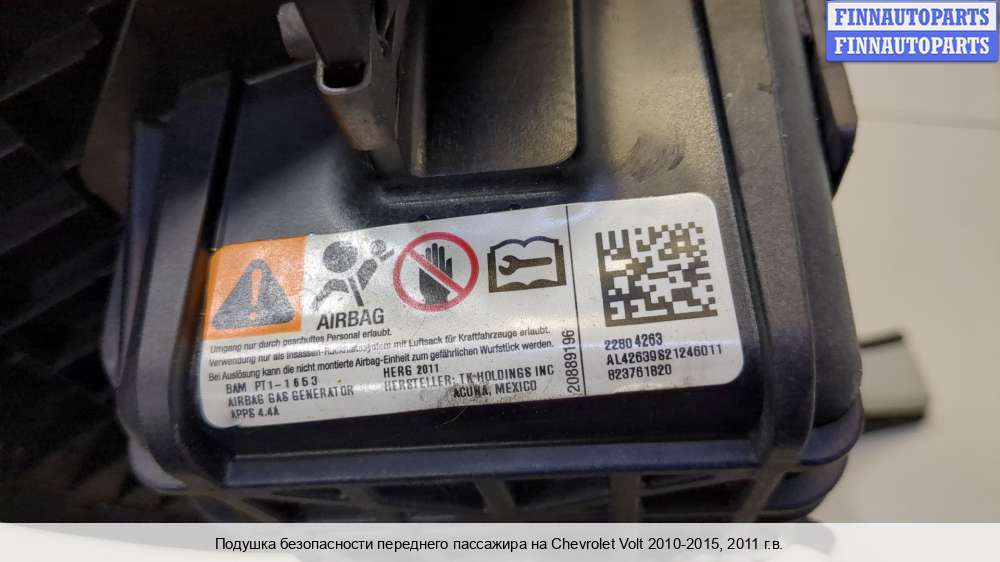 FINNAUTOPARTS
FINNAUTOPARTS
AIRBAG
Umgang nur durch geschultes Personal erlaubt.
Verwendung nur als Insassen-Rückhaltesystem mit Luftsack für Kraftfahrzeuge erlaubt.
Bei Auslösung kann die nicht montierte Airbag-Einheit zum gefährlichen Wurfstück werden.
BAM PT1-1653 HERG 2011
AIRBAG GAS GENERATOR HERSTELLER: TK-HOLDINGS INC
APPS 4.4A ACUNA, MEXICO
20889196
22804263
AL42639S21246011
823761820
Подушка безопасности переднего пассажира на Chevrolet Volt 2010-2015, 2011 г.в.